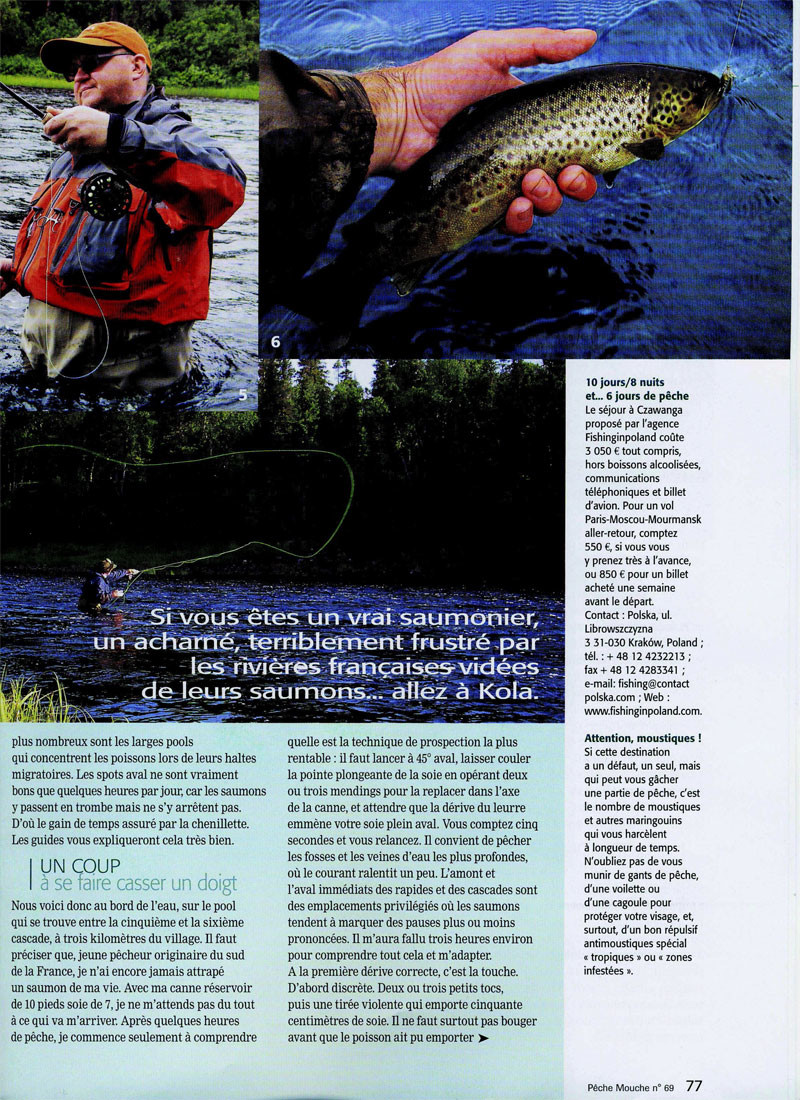 6
5
Si vous êtes un vrai saumonier,
un acharné, terriblement frustré par
les rivières françaises vidées
de leurs saumons... allez à Kola.
plus nombreux sont les larges pools
qui concentrent les poissons lors de leurs haltes
migratoires. Les spots aval ne sont vraiment
bons que quelques heures par jour, car les saumons
y passent en trombe mais ne s'y arrêtent pas.
D'où le gain de temps assuré par la chenillette.
Les guides vous expliqueront cela très bien.
UN COUP
à se faire casser un doigt
Nous voici donc au bord de l'eau, sur le pool
qui se trouve entre la cinquième et la sixième
cascade, à trois kilomètres du village. Il faut
préciser que, jeune pêcheur originaire du sud
de la France, je n'ai encore jamais attrapé
un saumon de ma vie. Avec ma canne réservoir
de 10 pieds soie de 7, je ne m'attends pas du tout
à ce qui va m'arriver. Après quelques heures
de pêche, je commence seulement à comprendre
quelle est la technique de prospection la plus
rentable : il faut lancer à 45° aval, laisser couler
la pointe plongeante de la soie en opérant deux
ou trois mendings pour la replacer dans l'axe
de la canne, et attendre que la dérive du leurre
emmène votre soie plein aval. Vous comptez cinq
secondes et vous relancez. Il convient de pêcher
les fosses et les veines d'eau les plus profondes,
où le courant ralentit un peu. L'amont et
l'aval immédiats des rapides et des cascades sont
des emplacements privilégiés où les saumons
tendent à marquer des pauses plus ou moins
prononcées. Il m'aura fallu trois heures environ
pour comprendre tout cela et m'adapter.
A la première dérive correcte, c'est la touche.
D'abord discrète. Deux ou trois petits tocs,
puis une tirée violente qui emporte cinquante
centimètres de soie. Il ne faut surtout pas bouger
avant que le poisson ait pu emporter ➤
10 jours/8 nuits
et... 6 jours de pêche
Le séjour à Czawanga
proposé par l'agence
Fishinginpoland coûte
3 050 € tout compris,
hors boissons alcoolisées,
communications
téléphoniques et billet
d'avion. Pour un vol
Paris-Moscou-Mourmansk
aller-retour, comptez
550 €, si vous vous
y prenez très à l'avance,
ou 850 € pour un billet
acheté une semaine
avant le départ.
Contact : Polska, ul.
Librowszczyzna
3 31-030 Kraków, Poland ;
tél. : + 48 12 4232213 ;
fax + 48 12 4283341 ;
e-mail: fishing@contact
polska.com ; Web :
www.fishinginpoland.com.
Attention, moustiques !
Si cette destination
a un défaut, un seul, mais
qui peut vous gâcher
une partie de pêche, c'est
le nombre de moustiques
et autres maringouins
qui vous harcèlent
à longueur de temps.
N'oubliez pas de vous
munir de gants de pêche,
d'une voilette ou
d'une cagoule pour
protéger votre visage, et,
surtout, d'un bon répulsif
antimoustiques spécial
« tropiques » ou « zones
infestées ».
Pêche Mouche n° 69 77